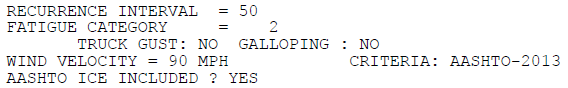 RECURRENCE INTERVAL = 50
FATIGUE CATEGORY = 2
TRUCK GUST: NO GALLOPING : NO
WIND VELOCITY = 90 MPH CRITERIA: AASHTO-2013
AASHTO ICE INCLUDED ? YES